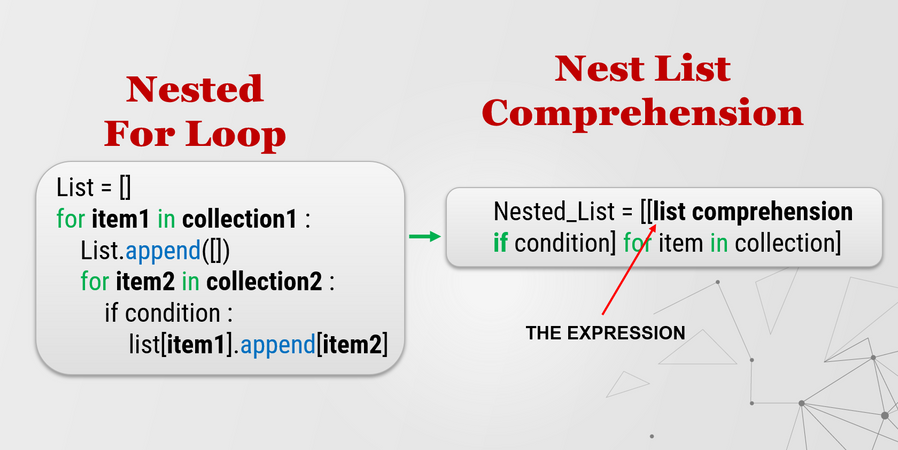 Nested
For Loop
List = []
for item1 in collection1 :
List.append([])
for item2 in collection2 :
if condition :
list[item1].append[item2]
Nest List
Comprehension
Nested_List = [[list comprehension
if condition] for item in collection]
THE EXPRESSION